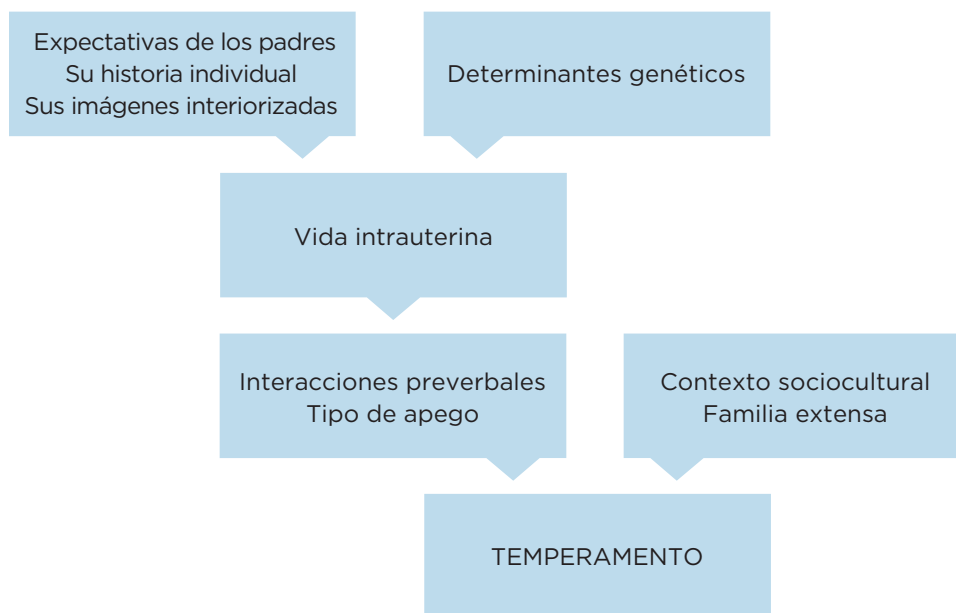 Expectativas de los padres
Su historia individual
Sus imágenes interiorizadas
Determinantes genéticos
Vida intrauterina
Interacciones preverbales
Tipo de apego
Contexto sociocultural
Familia extensa
TEMPERAMENTO